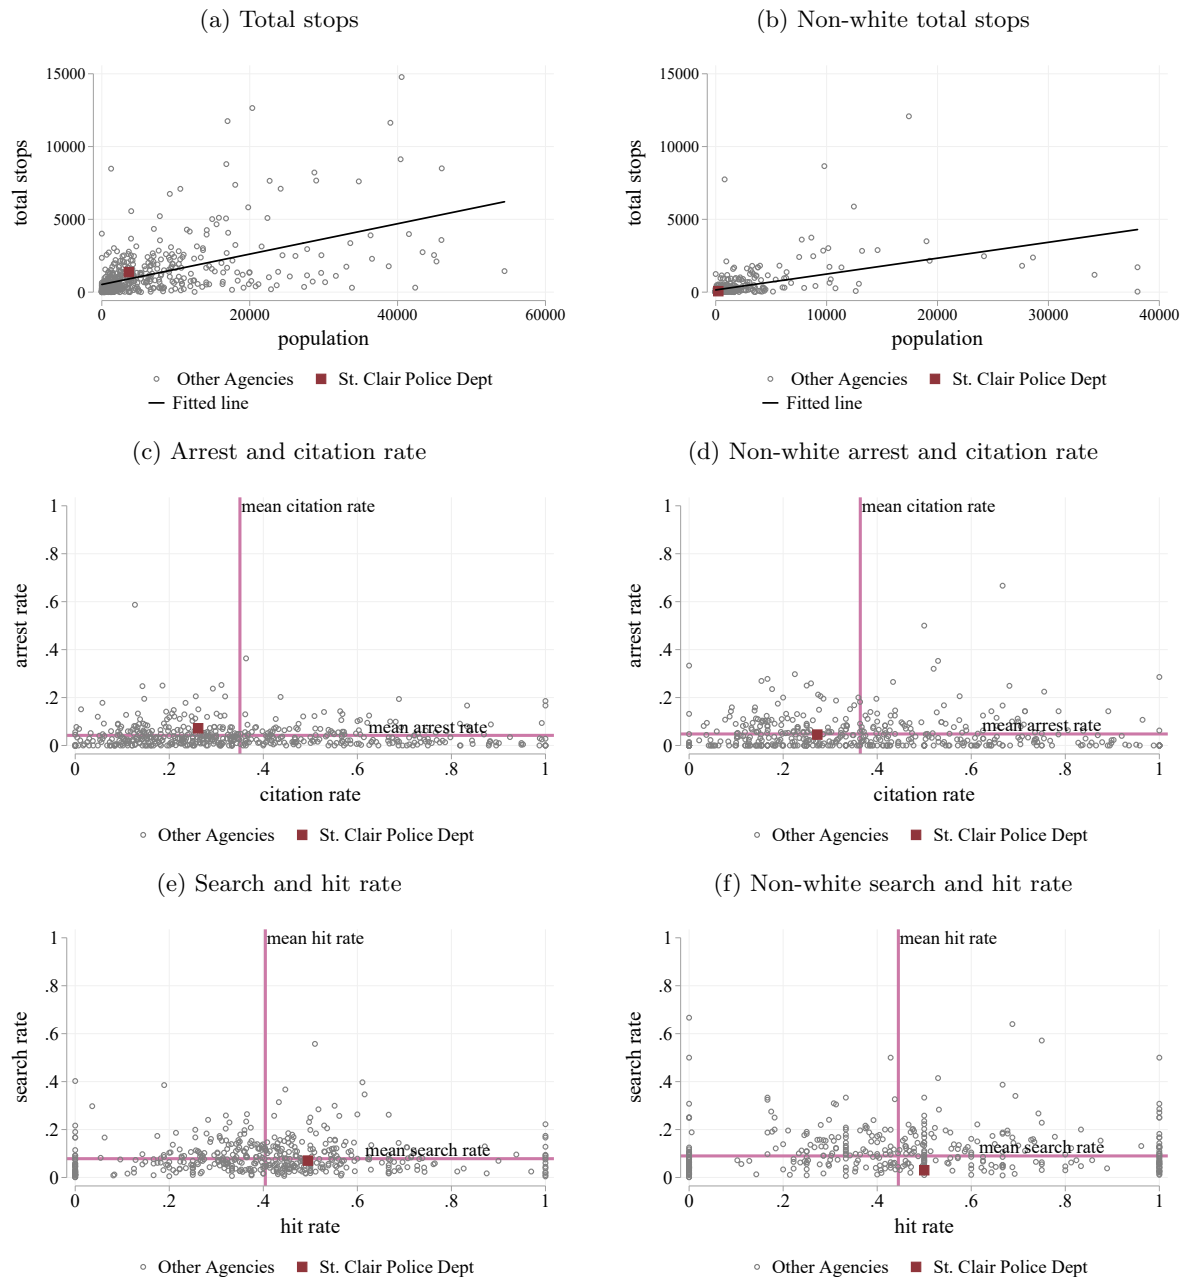 (a) Total stops
15000
10000
5000
0
total stops
0 20000 40000 60000
population
Other Agencies St. Clair Police Dept
Fitted line
(b) Non-white total stops
15000
10000
5000
0
total stops
0 10000 20000 30000 40000
population
Other Agencies St. Clair Police Dept
Fitted line
(c) Arrest and citation rate
mean citation rate
1
.8
.6
.4
.2
0
arrest rate
mean arrest rate
0 .2 .4 .6 .8 1
citation rate
Other Agencies St. Clair Police Dept
(d) Non-white arrest and citation rate
mean citation rate
1
.8
.6
.4
.2
0
arrest rate
mean arrest rate
0 .2 .4 .6 .8 1
citation rate
Other Agencies St. Clair Police Dept
(e) Search and hit rate
mean hit rate
1
.8
.6
.4
.2
0
search rate
mean search rate
0 .2 .4 .6 .8 1
hit rate
Other Agencies St. Clair Police Dept
(f) Non-white search and hit rate
mean hit rate
1
.8
.6
.4
.2
0
search rate
mean search rate
0 .2 .4 .6 .8 1
hit rate
Other Agencies St. Clair Police Dept